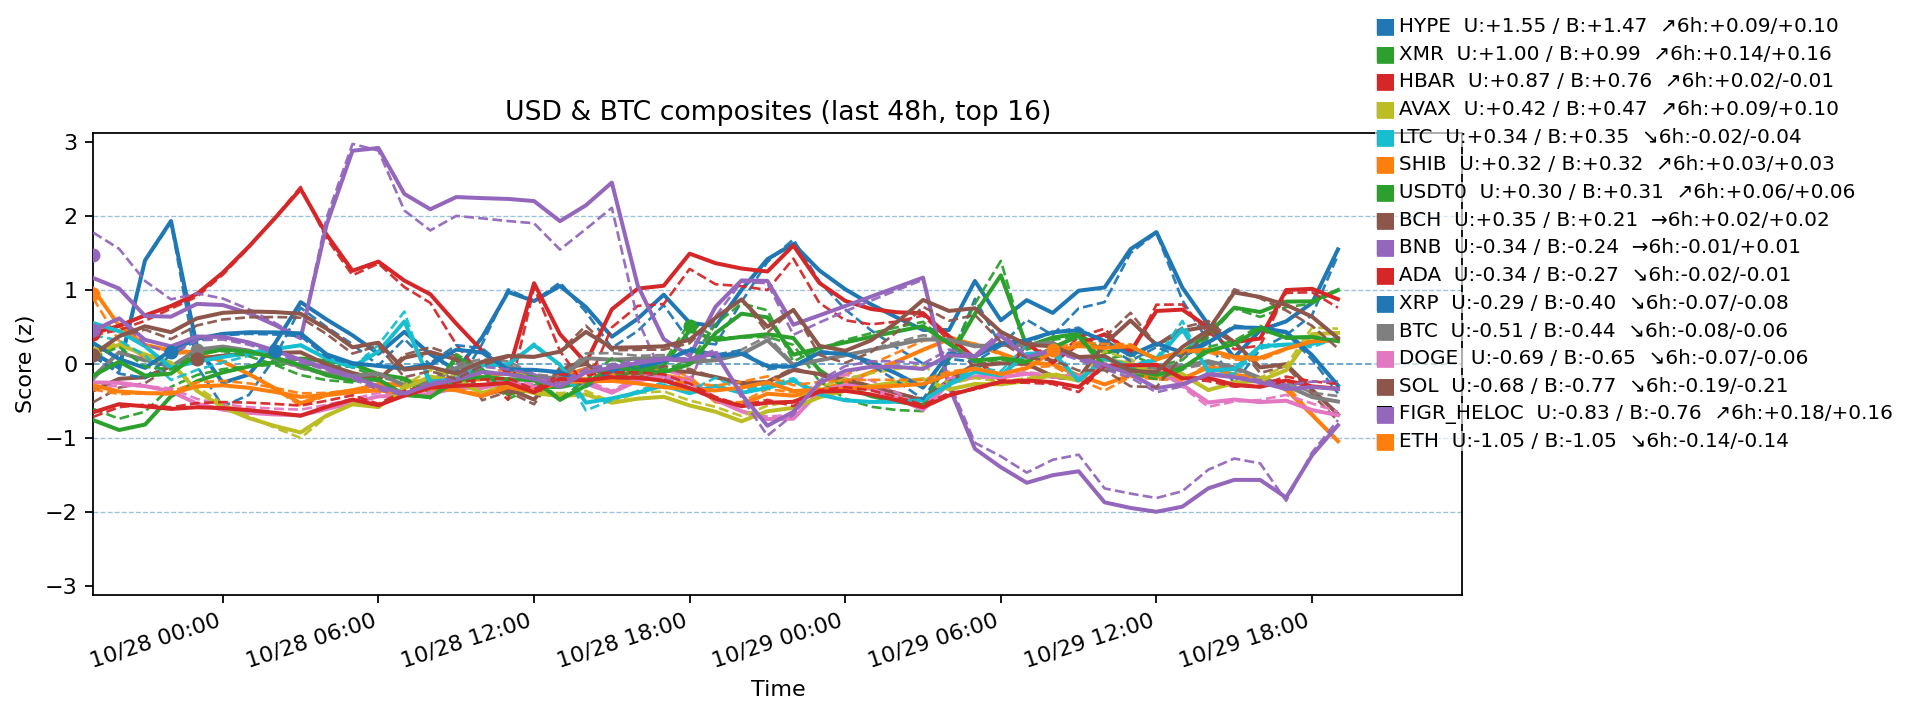 HYPE  U:+1.55 / B:+1.47  ↗6h:+0.09/+0.10
XMR  U:+1.00 / B:+0.99  ↗6h:+0.14/+0.16
HBAR  U:+0.87 / B:+0.76  ↗6h:+0.02/-0.01
AVAX  U:+0.42 / B:+0.47  ↗6h:+0.09/+0.10
LTC  U:+0.34 / B:+0.35  ↘6h:-0.02/-0.04
SHIB  U:+0.32 / B:+0.32  ↗6h:+0.03/+0.03
USDT0  U:+0.30 / B:+0.31  ↗6h:+0.06/+0.06
BCH  U:+0.35 / B:+0.21  →6h:+0.02/+0.02
BNB  U:-0.34 / B:-0.24  →6h:-0.01/+0.01
ADA  U:-0.34 / B:-0.27  ↘6h:-0.02/-0.01
XRP  U:-0.29 / B:-0.40  ↘6h:-0.07/-0.08
BTC  U:-0.51 / B:-0.44  ↘6h:-0.08/-0.06
DOGE  U:-0.69 / B:-0.65  ↘6h:-0.07/-0.06
SOL  U:-0.68 / B:-0.77  ↘6h:-0.19/-0.21
FIGR_HELOC  U:-0.83 / B:-0.76  ↗6h:+0.18/+0.16
ETH  U:-1.05 / B:-1.05  ↘6h:-0.14/-0.14
USD & BTC composites (last 48h, top 16)
3
2
1
0
−1
−2
−3
Score (z)
10/28 00:00
10/28 06:00
10/28 12:00
10/28 18:00
10/29 00:00
10/29 06:00
10/29 12:00
10/29 18:00
Time